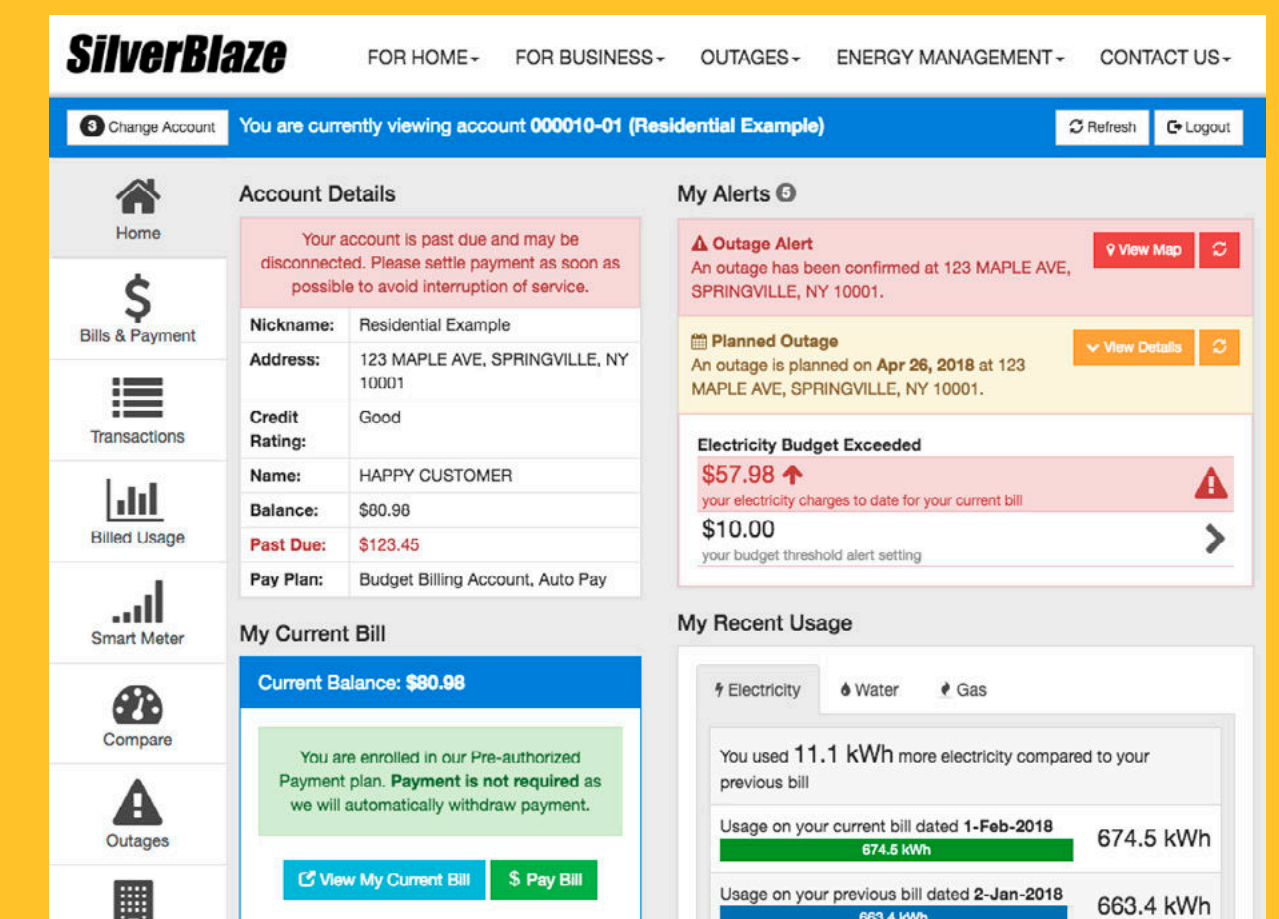 SilverBlaze
FOR HOME
FOR BUSINESS
OUTAGES
ENERGY MANAGEMENT
CONTACT US
3 Change Account
You are currently viewing account 000010-01 (Residential Example)
Refresh
Logout
Home
Bills & Payment
Transactions
Billed Usage
Smart Meter
Compare
Outages
Account Details
Your account is past due and may be
disconnected. Please settle payment as soon as
possible to avoid interruption of service.
Nickname: Residential Example
Address: 123 MAPLE AVE, SPRINGVILLE, NY
10001
Credit Good
Rating:
Name: HAPPY CUSTOMER
Balance: $80.98
Past Due: $123.45
Pay Plan: Budget Billing Account, Auto Pay
My Current Bill
Current Balance: $80.98
You are enrolled in our Pre-authorized
Payment plan. Payment is not required as
we will automatically withdraw payment.
View My Current Bill
$ Pay Bill
My Alerts 5
Outage Alert
An outage has been confirmed at 123 MAPLE AVE,
SPRINGVILLE, NY 10001.
View Map
Planned Outage
An outage is planned on Apr 26, 2018 at 123
MAPLE AVE, SPRINGVILLE, NY 10001.
View Details
Electricity Budget Exceeded
$57.98
your electricity charges to date for your current bill
$10.00
your budget threshold alert setting
My Recent Usage
Electricity
Water
Gas
You used 11.1 kWh more electricity compared to your
previous bill
Usage on your current bill dated 1-Feb-2018
674.5 kWh
674.5 kWh
Usage on your previous bill dated 2-Jan-2018
663.4 kWh
663.4 kWh